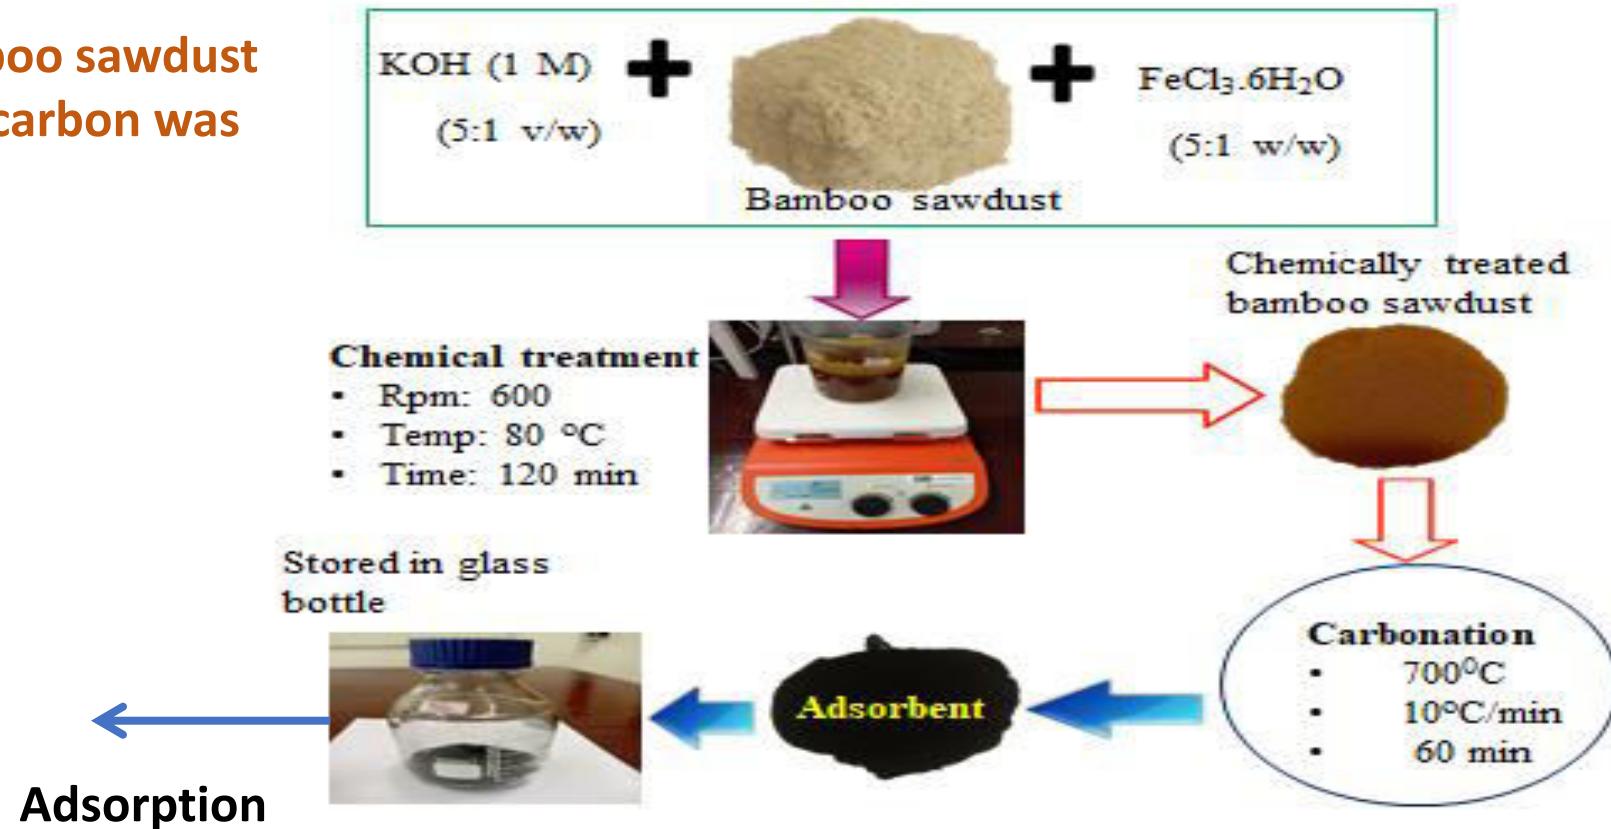 boo sawdust
carbon was
KOH (1 M)
(5:1 v/w)
Bamboo sawdust
FeCl₃.6H₂O
(5:1 w/w)
Chemical treatment
• Rpm: 600
• Temp: 80 °C
• Time: 120 min
Chemically treated
bamboo sawdust
Carbonation
• 700⁰C
• 10°C/min
• 60 min
Adsorbent
Stored in glass
bottle
Adsorption